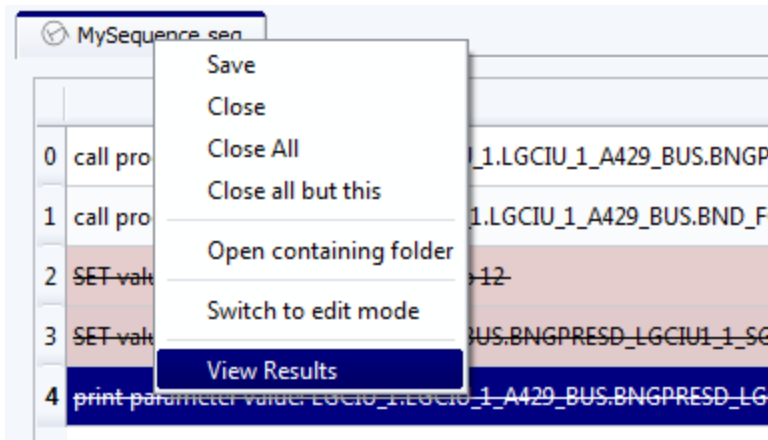 MySequence.seq
Save
Close
Close All
Close all but this
Open containing folder
Switch to edit mode
View Results
0 call pro _1.LGCIU_1_A429_BUS.BNGP
1 call pro 1.LGCIU_1_A429_BUS.BND_F
2 SET valu 12
3 SET valu BUS.BNGPRESD_LGCIU1_1_SG
4 print parameter value: LGCIU_1.LGCIU_1_A429_BUS.BNGPRESD_LG